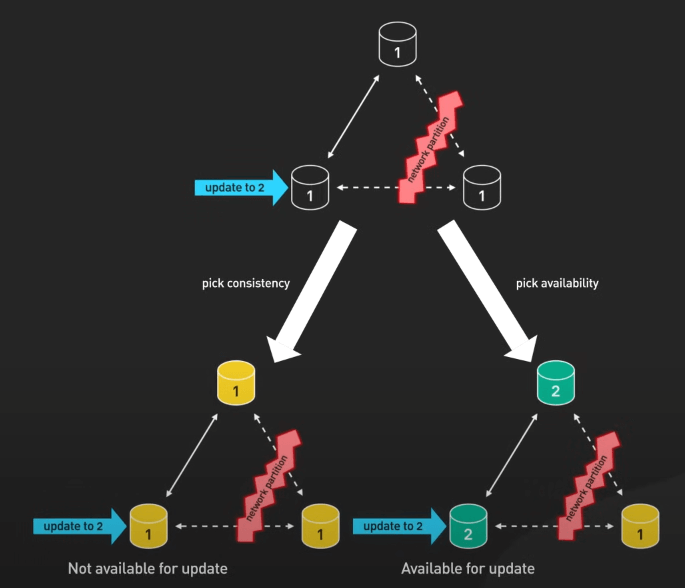 1
network partition
update to 2
1
1
pick consistency
pick availability
1
2
network partition
network partition
update to 2
1
1
update to 2
2
1
Not available for update
Available for update